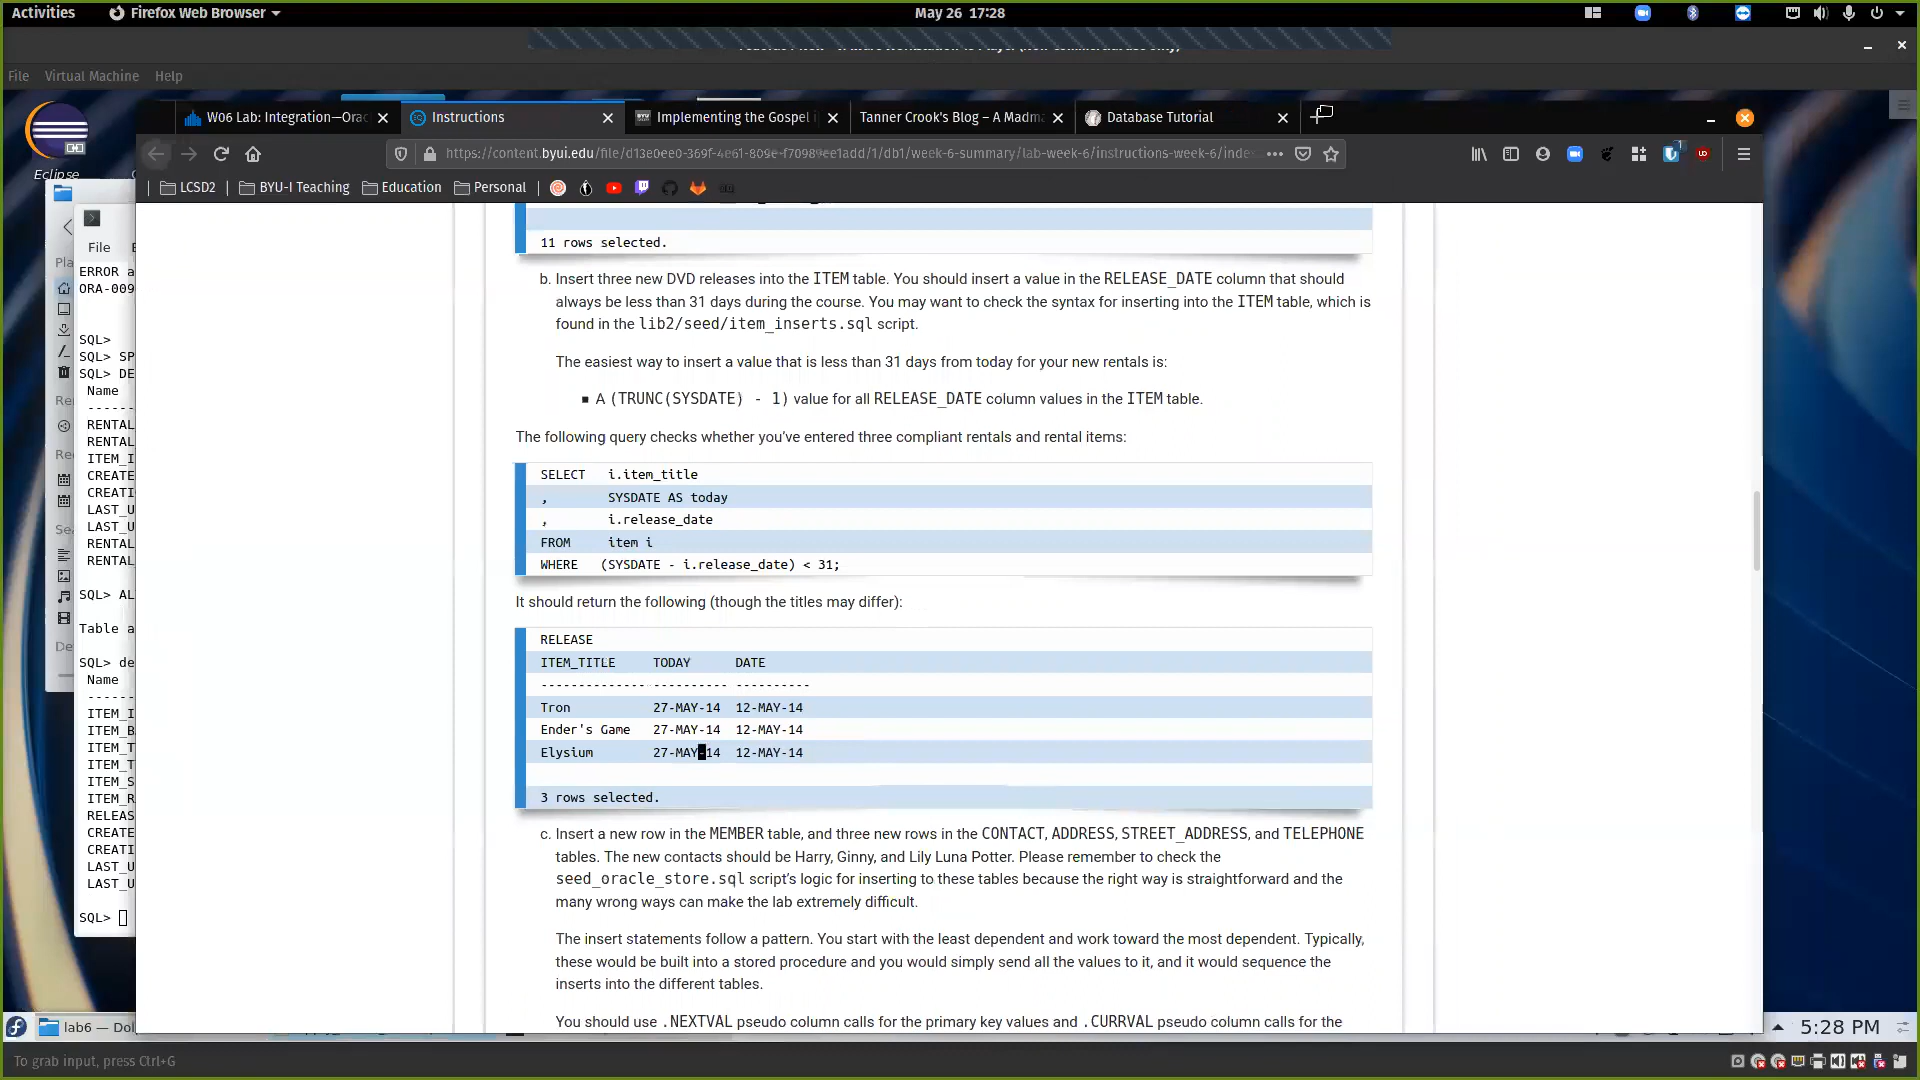 Activities Firefox Web Browser May 26 17:28
File Virtual Machine Help
W06 Lab: Integration—Orac Instructions Implementing the Gospel i Tanner Crook's Blog – A Madma Database Tutorial
https://content.byui.edu/file/d13e0ee0-369f-4e61-809e-f70989ee1add/1/db1/week-6-summary/lab-week-6/instructions-week-6/inde
LCSD2 BYU-I Teaching Education Personal
Eclipse
File
ERROR a
ORA-009
SQL>
SQL> SP
SQL> DE
Name
RENTAL
RENTAL
ITEM_I
CREATE
CREATI
LAST_U
LAST_U
RENTAL
RENTAL
SQL> AL
Table a
SQL> de
Name
ITEM_I
ITEM_B
ITEM_T
ITEM_T
ITEM_S
ITEM_R
RELEAS
CREATE
CREATI
LAST_U
LAST_U
SQL>
Pla
Re
Re
Sea
De
11 rows selected.
b. Insert three new DVD releases into the ITEM table. You should insert a value in the RELEASE_DATE column that should
always be less than 31 days during the course. You may want to check the syntax for inserting into the ITEM table, which is
found in the lib2/seed/item_inserts.sql script.
The easiest way to insert a value that is less than 31 days from today for your new rentals is:
▪ A (TRUNC(SYSDATE) - 1) value for all RELEASE_DATE column values in the ITEM table.
The following query checks whether you've entered three compliant rentals and rental items:
SELECT i.item_title
, SYSDATE AS today
, i.release_date
FROM item i
WHERE (SYSDATE - i.release_date) < 31;
It should return the following (though the titles may differ):
RELEASE
ITEM_TITLE TODAY DATE
-------------- ---------- ----------
Tron 27-MAY-14 12-MAY-14
Ender's Game 27-MAY-14 12-MAY-14
Elysium 27-MAY-14 12-MAY-14
3 rows selected.
c. Insert a new row in the MEMBER table, and three new rows in the CONTACT, ADDRESS, STREET_ADDRESS, and TELEPHONE
tables. The new contacts should be Harry, Ginny, and Lily Luna Potter. Please remember to check the
seed_oracle_store.sql script's logic for inserting to these tables because the right way is straightforward and the
many wrong ways can make the lab extremely difficult.
The insert statements follow a pattern. You start with the least dependent and work toward the most dependent. Typically,
these would be built into a stored procedure and you would simply send all the values to it, and it would sequence the
inserts into the different tables.
You should use .NEXTVAL pseudo column calls for the primary key values and .CURRVAL pseudo column calls for the
lab6 — Dol 5:28 PM
To grab input, press Ctrl+G